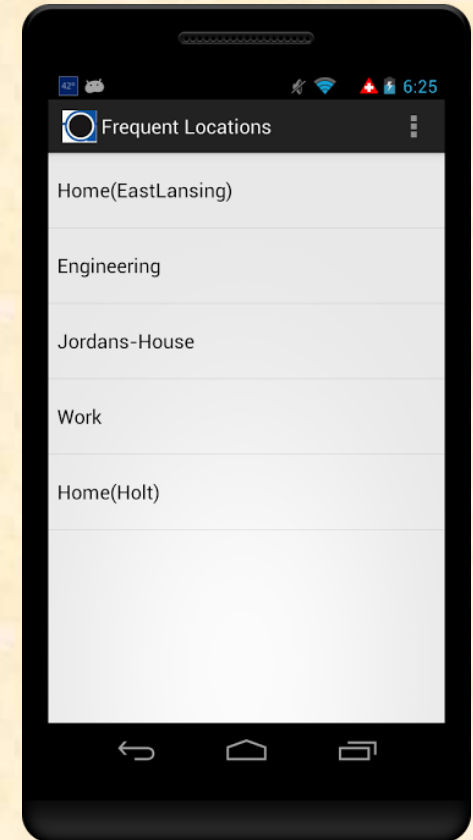 42°
6:25
Frequent Locations
Home(EastLansing)
Engineering
Jordans-House
Work
Home(Holt)